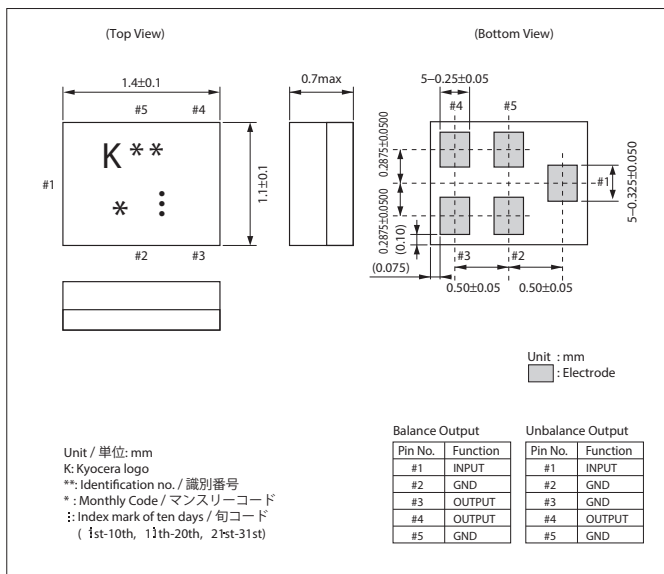 (Top View)
(Bottom View)
1.4±0.1
#5
#4
#1
K**
*
1.1±0.1
#2
#3
0.7max
5−0.25±0.05
#4
#5
0.2875±0.0500
0.2875±0.0500
(0.10)
(0.075)
#3
#2
#1
0.50±0.05
0.50±0.05
5−0.325±0.050
Unit : mm
: Electrode
Unit / 単位: mm
K: Kyocera logo
**: Identification no. / 識別番号
* : Monthly Code / マンスリーコード
: Index mark of ten days / 旬コード
( 1st-10th, 11th-20th, 21st-31st)
Balance Output
Pin No. Function
#1 INPUT
#2 GND
#3 OUTPUT
#4 OUTPUT
#5 GND
Unbalance Output
Pin No. Function
#1 INPUT
#2 GND
#3 GND
#4 OUTPUT
#5 GND